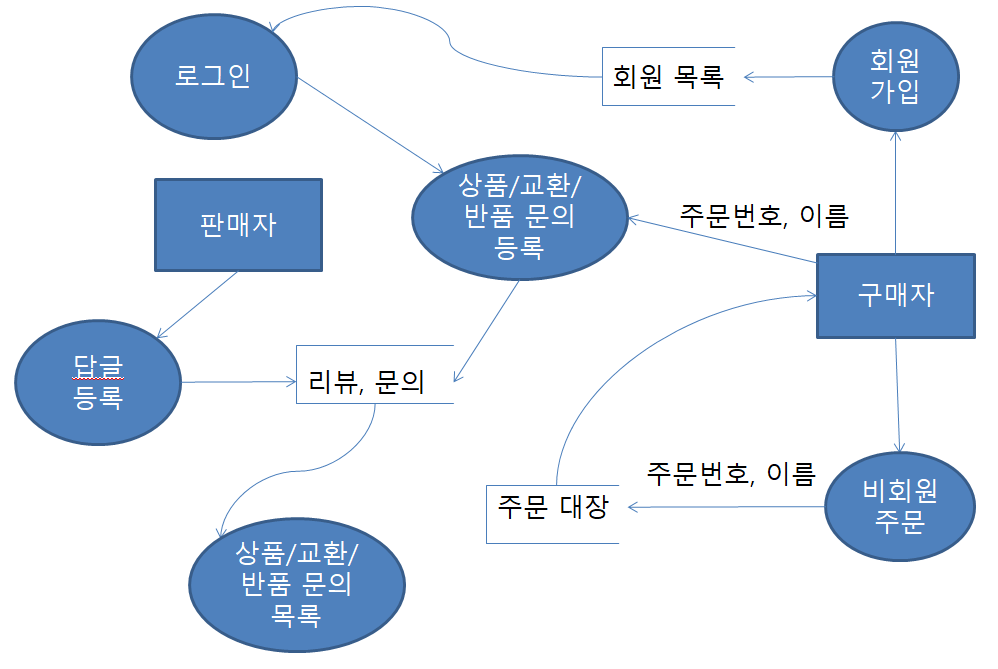 로그인
회원 목록
회원
가입
상품/교환/
반품 문의
등록
판매자
주문번호, 이름
구매자
답글
등록
리뷰, 문의
주문번호, 이름
주문 대장
비회원
주문
상품/교환/
반품 문의
목록